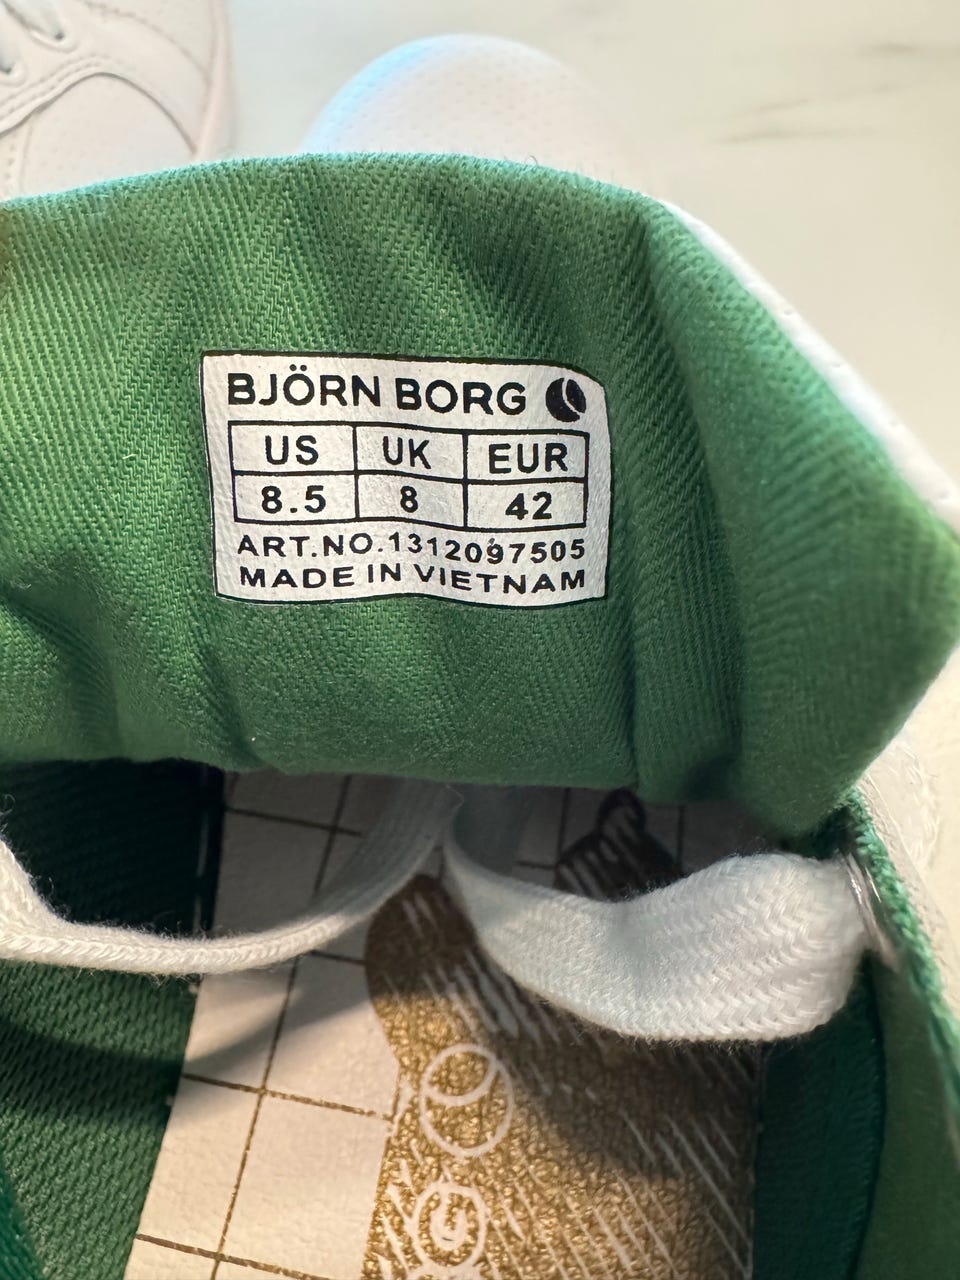 BJÖRN BORG
US UK EUR
8.5 8 42
ART.NO.1312097505
MADE IN VIETNAM